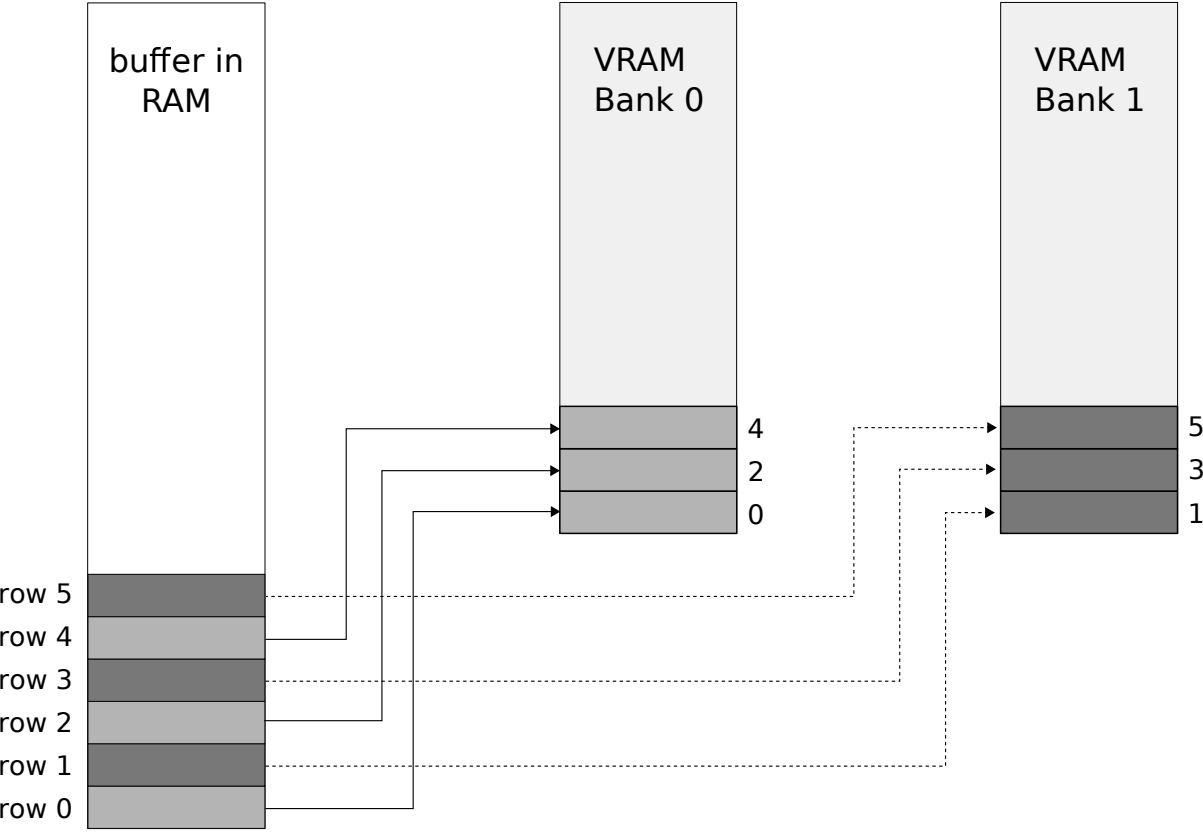 buffer in
RAM
VRAM
Bank 0
VRAM
Bank 1
4
2
0
5
3
1
row 5
row 4
row 3
row 2
row 1
row 0